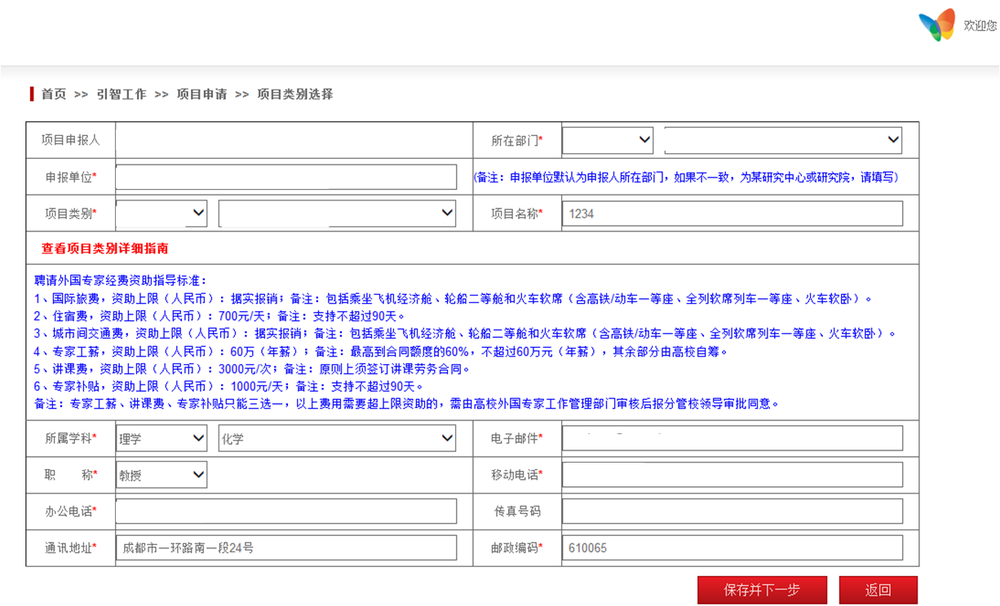 欢迎您
首页 >> 引智工作 >> 项目申请 >> 项目类别选择
项目申报人 所在部门*
申报单位* (备注：申报单位默认为申报人所在部门，如果不一致，为某研究中心或研究院，请填写)
项目类别* 项目名称* 1234
查看项目类别详细指南
聘请外国专家经费资助指导标准：
1、国际旅费，资助上限（人民币）：据实报销；备注：包括乘坐飞机经济舱、轮船二等舱和火车软席（含高铁/动车一等座、全列软席列车一等座、火车软卧）。
2、住宿费，资助上限（人民币）：700元/天；备注：支持不超过90天。
3、城市间交通费，资助上限（人民币）：据实报销；备注：包括乘坐飞机经济舱、轮船二等舱和火车软席（含高铁/动车一等座、全列软席列车一等座、火车软卧）。
4、专家工薪，资助上限（人民币）：60万（年薪）；备注：最高到合同额度的60%，不超过60万元（年薪），其余部分由高校自筹。
5、讲课费，资助上限（人民币）：3000元/次；备注：原则上须签订讲课劳务合同。
6、专家补贴，资助上限（人民币）：1000元/天；备注：支持不超过90天。
备注：专家工薪、讲课费、专家补贴只能三选一，以上费用需要超上限资助的，需由高校外国专家工作管理部门审核后报分管校领导审批同意。
所属学科* 理学 化学 电子邮件*
职 称* 教授 移动电话*
办公电话* 传真号码
通讯地址* 成都市一环路南一段24号 邮政编码* 610065
保存并下一步 返回